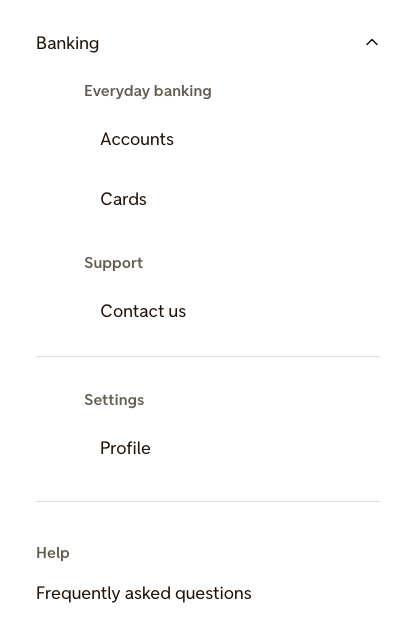 Banking
Everyday banking
Accounts
Cards
Support
Contact us
Settings
Profile
Help
Frequently asked questions